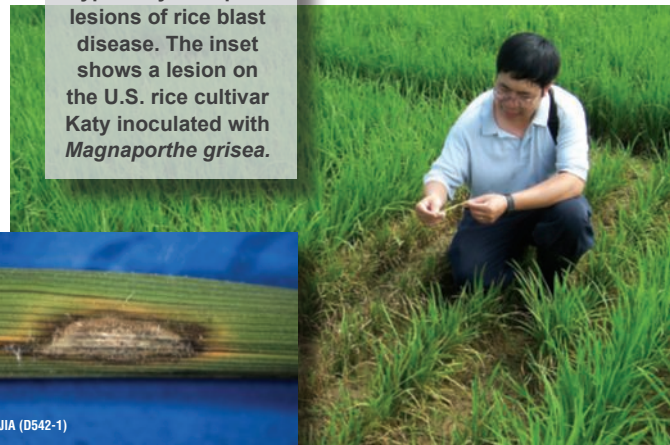 lesions of rice blast
disease. The inset
shows a lesion on
the U.S. rice cultivar
Katy inoculated with
Magnaporthe grisea.
JIA (D542-1)